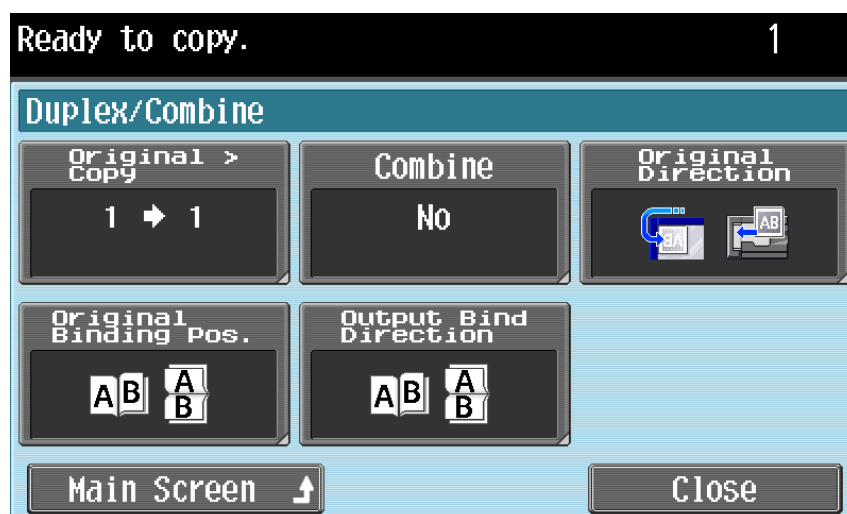 Ready to copy. 1
Duplex/Combine
Original >
Copy
1 → 1
Combine
No
Original
Direction
AB AB
Original
Binding Pos.
AB A
B
Output Bind
Direction
AB A
B
Main Screen
Close